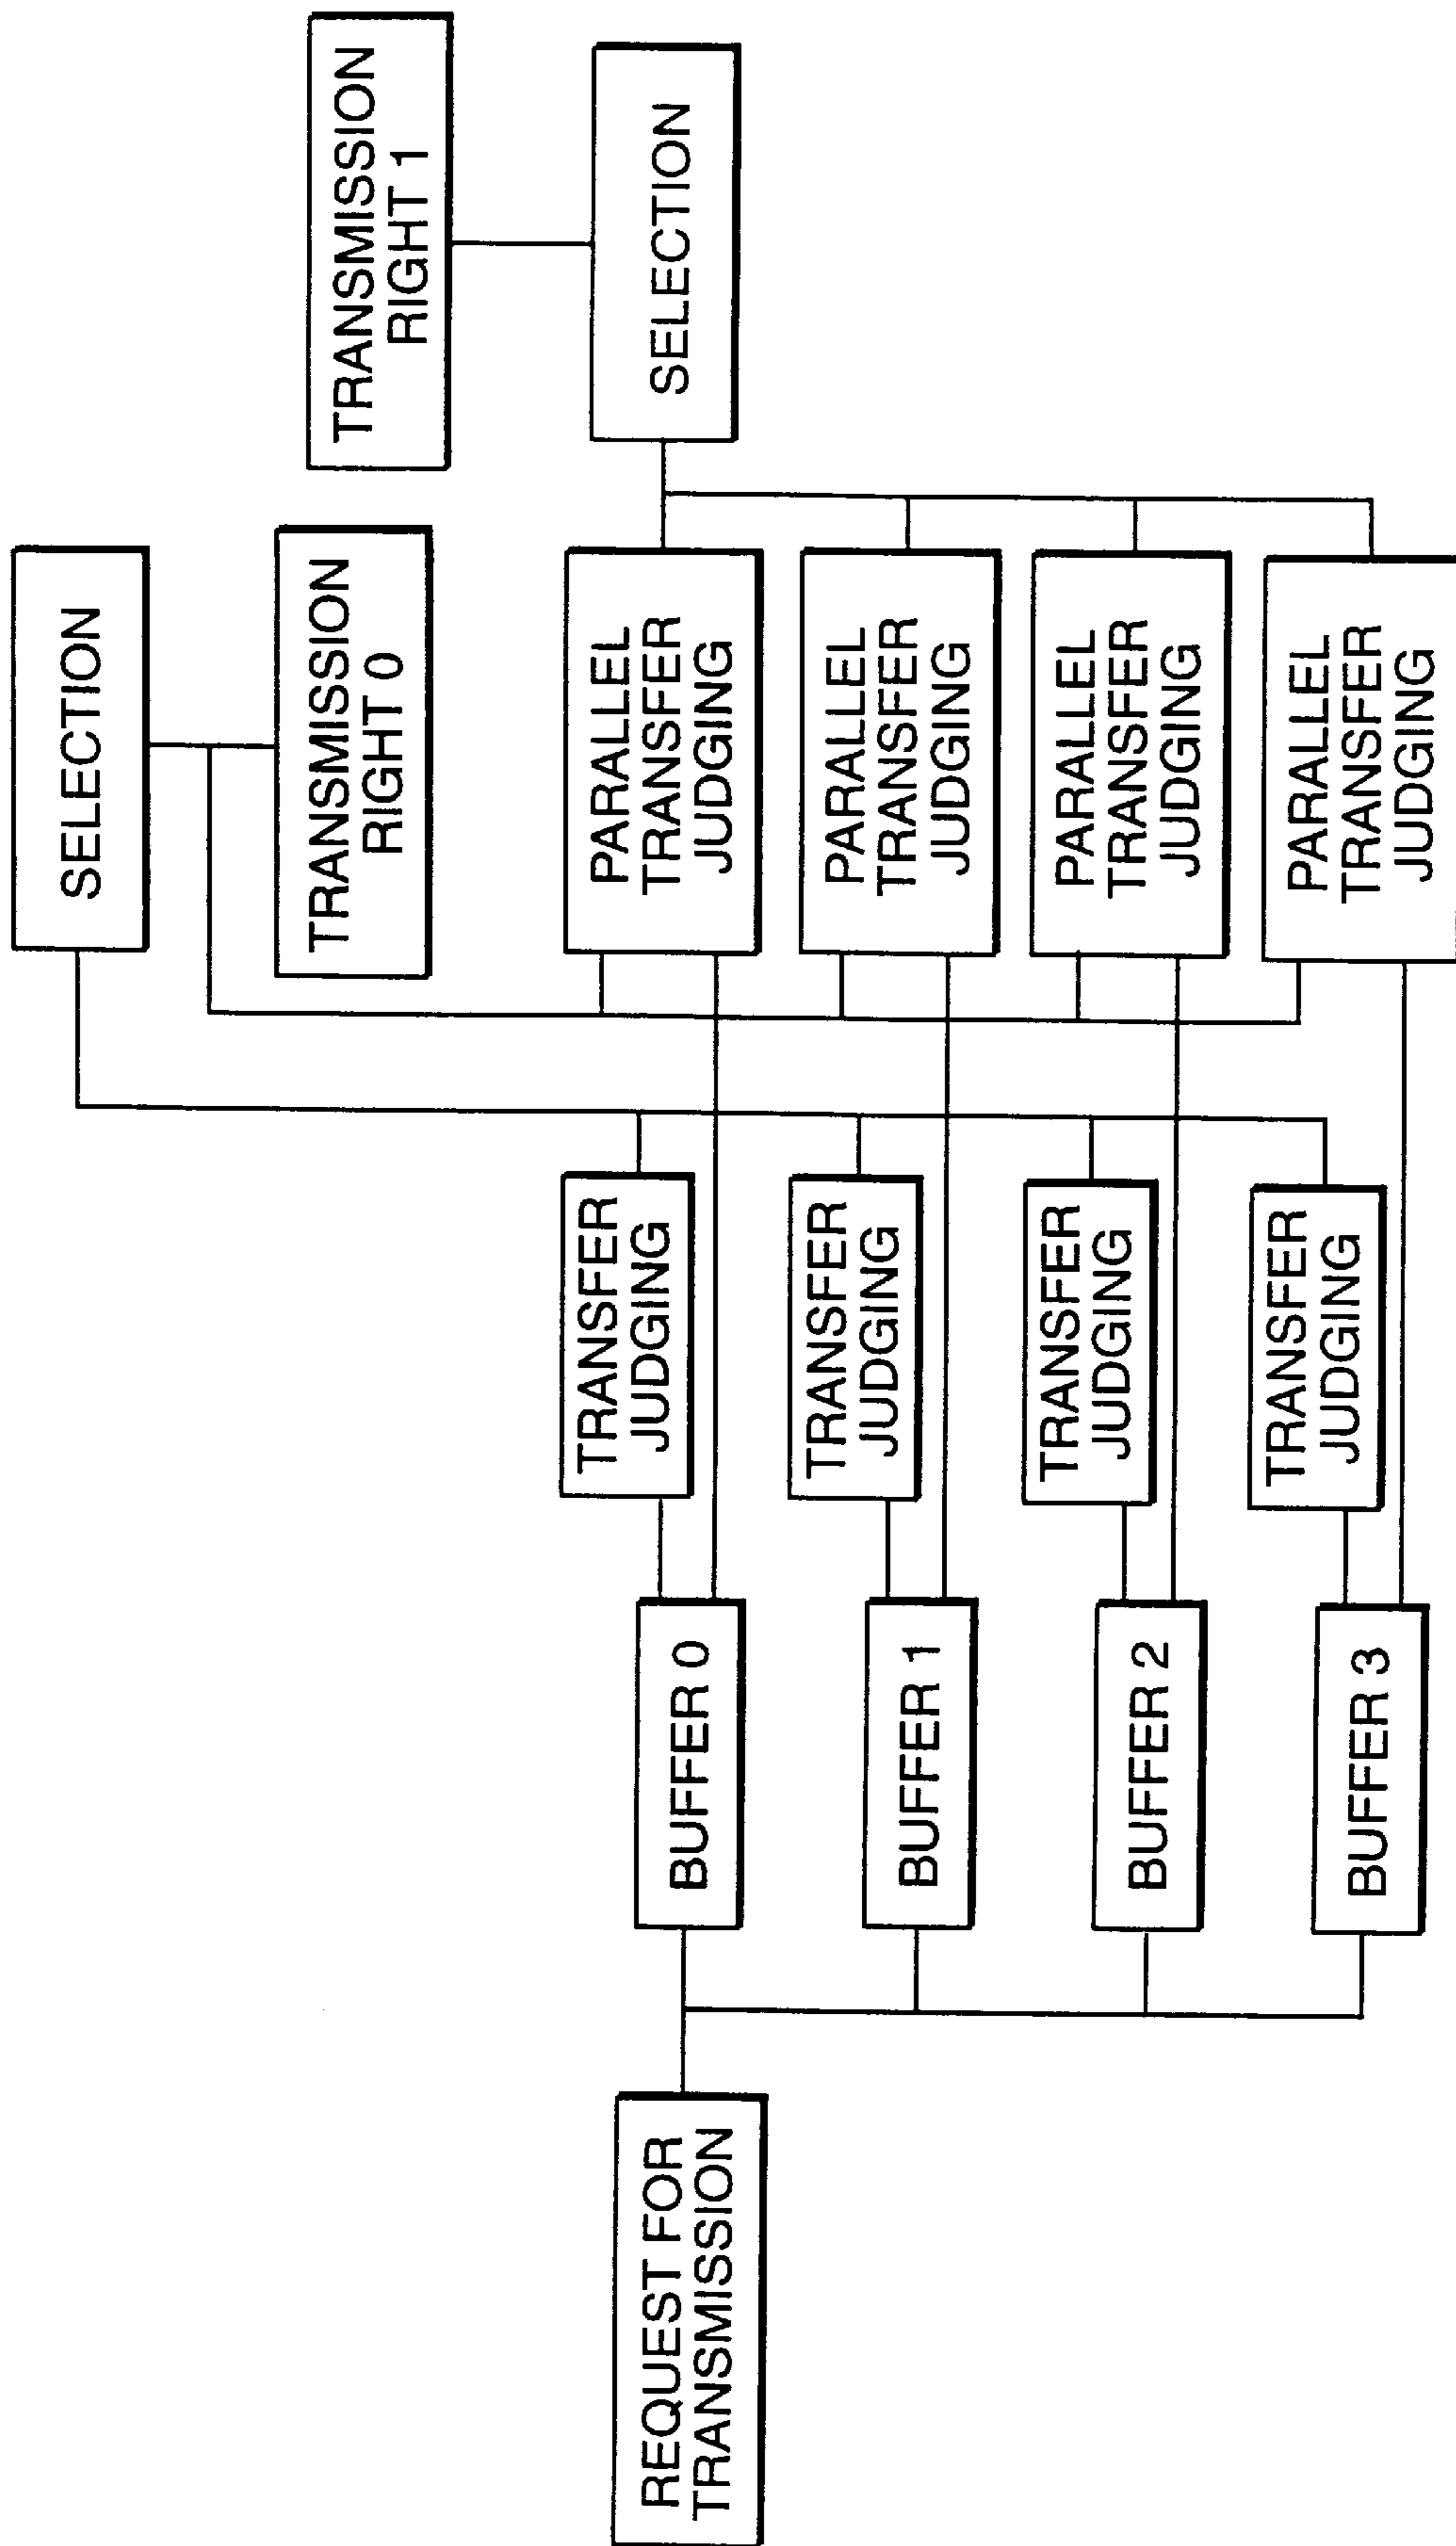 SELECTION
TRANSMISSION
RIGHT 0
TRANSMISSION
RIGHT 1
REQUEST FOR
TRANSMISSION
BUFFER 0
TRANSFER
JUDGING
PARALLEL
TRANSFER
JUDGING
SELECTION
BUFFER 1
TRANSFER
JUDGING
PARALLEL
TRANSFER
JUDGING
BUFFER 2
TRANSFER
JUDGING
PARALLEL
TRANSFER
JUDGING
BUFFER 3
TRANSFER
JUDGING
PARALLEL
TRANSFER
JUDGING